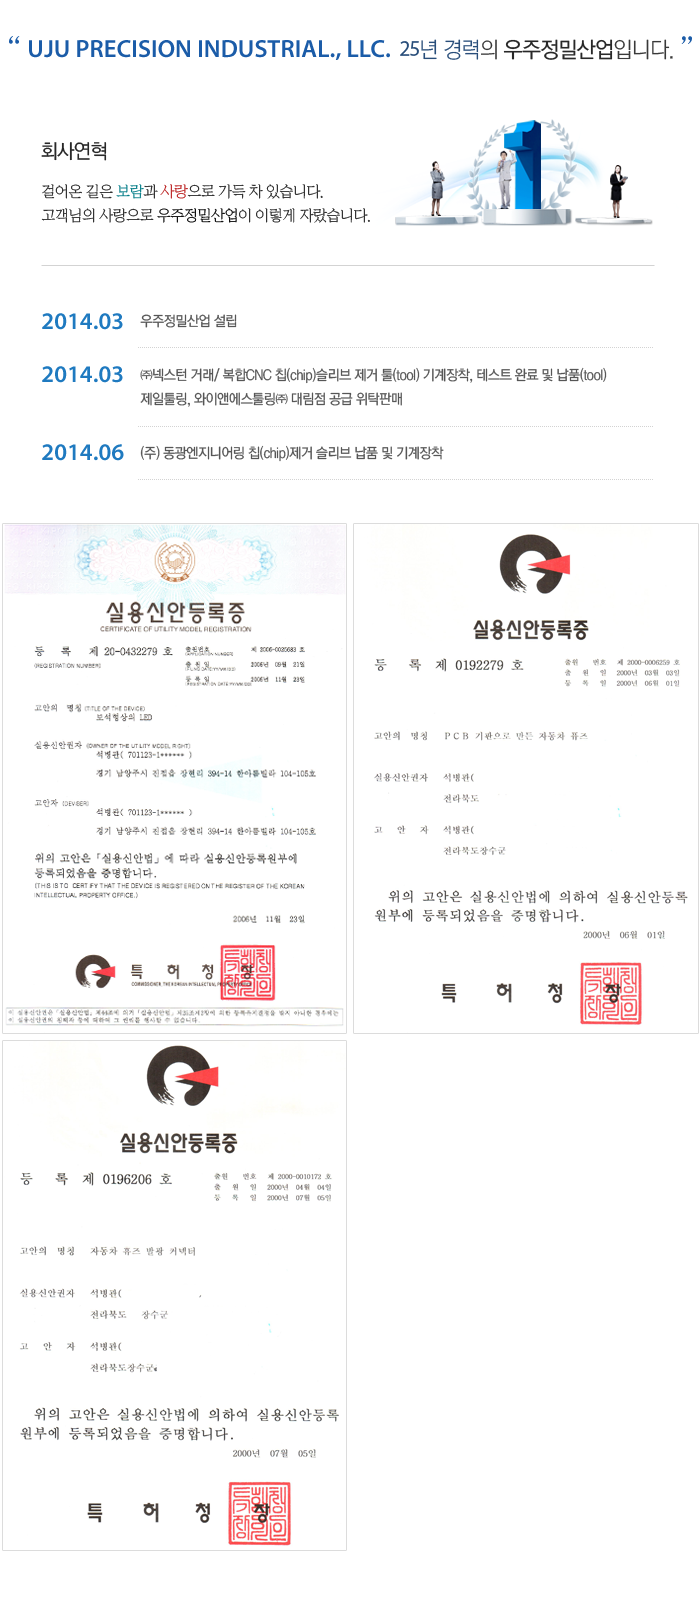 “ UJU PRECISION INDUSTRIAL., LLC. 25년 경력의 우주정밀산업입니다. ”
회사연혁
걸어온 길은 보람과 사랑으로 가득 차 있습니다.
고객님의 사랑으로 우주정밀산업이 이렇게 자랐습니다.
1
2014.03 우주정밀산업 설립
2014.03 ㈜넥스턴 거래/ 복합CNC 칩(chip)슬리브 제거 툴(tool) 기계장착, 테스트 완료 및 납품(tool)
제일툴링, 와이앤에스툴링㈜ 대림점 공급 위탁판매
2014.06 (주) 동광엔지니어링 칩(chip)제거 슬리브 납품 및 기계장착
실용신안등록증
CERTIFICATE OF UTILITY MODEL REGISTRATION
등 록 제 20-0432279 호
(REGISTRATION NUMBER)
출원번호 제 2006-0025683 호
(APPLICATION NUMBER)
출 원 일 2006년 09월 21일
(FILING DATE:YY/MM/DD)
등 록 일 2006년 11월 23일
(REGISTRATION DATE:YY/MM/DD)
고안의 명칭 (TITLE OF THE DEVICE)
보석형상의 LED
실용신안권자 (OWNER OF THE UTILITY MODEL RIGHT)
석병관( 701123-1****** )
경기 남양주시 진접읍 장현리 394-14 한아름빌라 104-105호
고안자 (DEVISER)
석병관( 701123-1****** )
경기 남양주시 진접읍 장현리 394-14 한아름빌라 104-105호
위의 고안은「실용신안법」에 따라 실용신안등록원부에
등록되었음을 증명합니다.
(THIS IS TO CERTIFY THAT THE DEVICE IS REGISTERED ON THE REGISTER OF THE KOREAN
INTELLECTUAL PROPERTY OFFICE.)
2006년 11월 23일
특 허 청 장
COMMISSIONER, THE KOREAN INTELLECTUAL PROPERTY OFFICE
실용신안등록증
등 록 제 0192279 호
출원 번호 제 2000-0006259 호
출 원 일 2000년 03월 03일
등 록 일 2000년 06월 01일
고안의 명칭 PCB 기판으로 만든 자동차 퓨즈
실용신안권자 석병관(
전라북도
고 안 자 석병관(
전라북도장수군
위의 고안은 실용신안법에 의하여 실용신안등록
원부에 등록되었음을 증명합니다.
2000년 06월 01일
특 허 청 장
실용신안등록증
등 록 제 0196206 호
출원 번호 제 2000-0010172 호
출 원 일 2000년 04월 04일
등 록 일 2000년 07월 05일
고안의 명칭 자동차 휴즈 발광 커넥터
실용신안권자 석병관(
전라북도 장수군
고 안 자 석병관(
전라북도장수군
위의 고안은 실용신안법에 의하여 실용신안등록
원부에 등록되었음을 증명합니다.
2000년 07월 05일
특 허 청 장